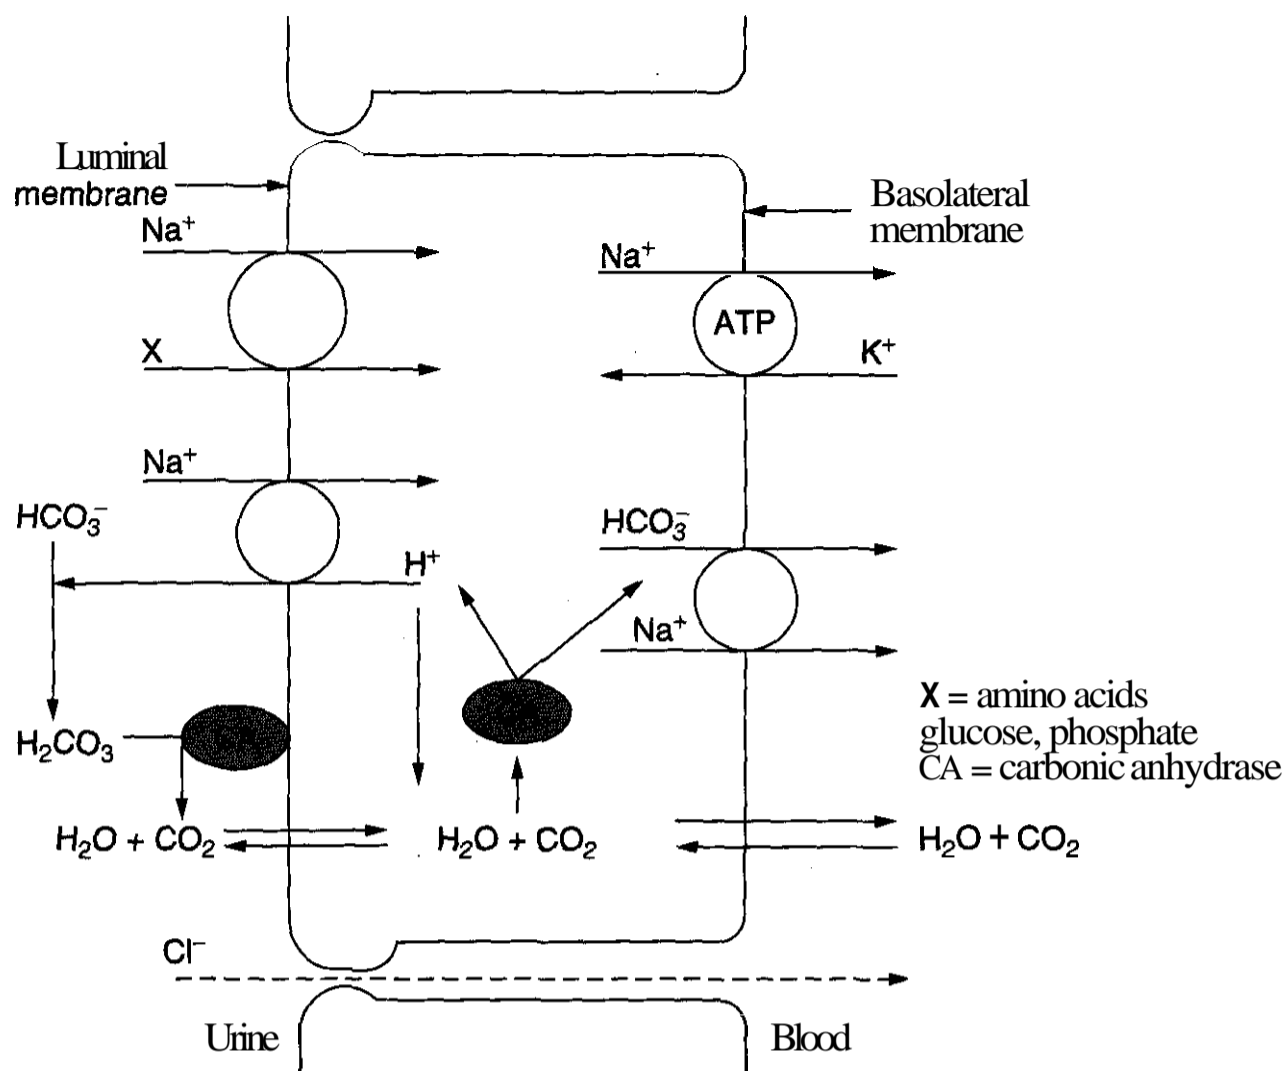 Luminal
membrane
Basolateral
membrane
Na⁺
Na⁺
ATP
X
K⁺
Na⁺
HCO₃⁻
HCO₃⁻
H⁺
Na⁺
X = amino acids
glucose, phosphate
CA = carbonic anhydrase
H₂CO₃
H₂O + CO₂
H₂O + CO₂
H₂O + CO₂
Cl⁻
Urine
Blood